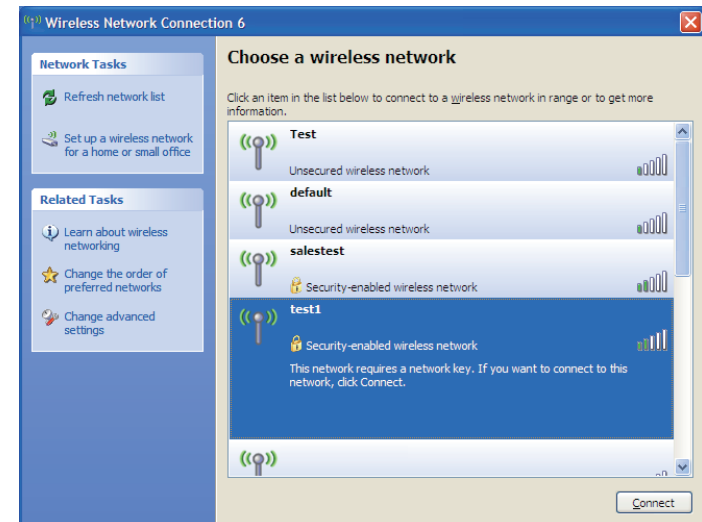 Wireless Network Connection 6
Network Tasks
Refresh network list
Set up a wireless network
for a home or small office
Related Tasks
Learn about wireless
networking
Change the order of
preferred networks
Change advanced
settings
Choose a wireless network
Click an item in the list below to connect to a wireless network in range or to get more
information.
Test
Unsecured wireless network
default
Unsecured wireless network
salestest
Security-enabled wireless network
test1
Security-enabled wireless network
This network requires a network key. If you want to connect to this
network, click Connect.
Connect